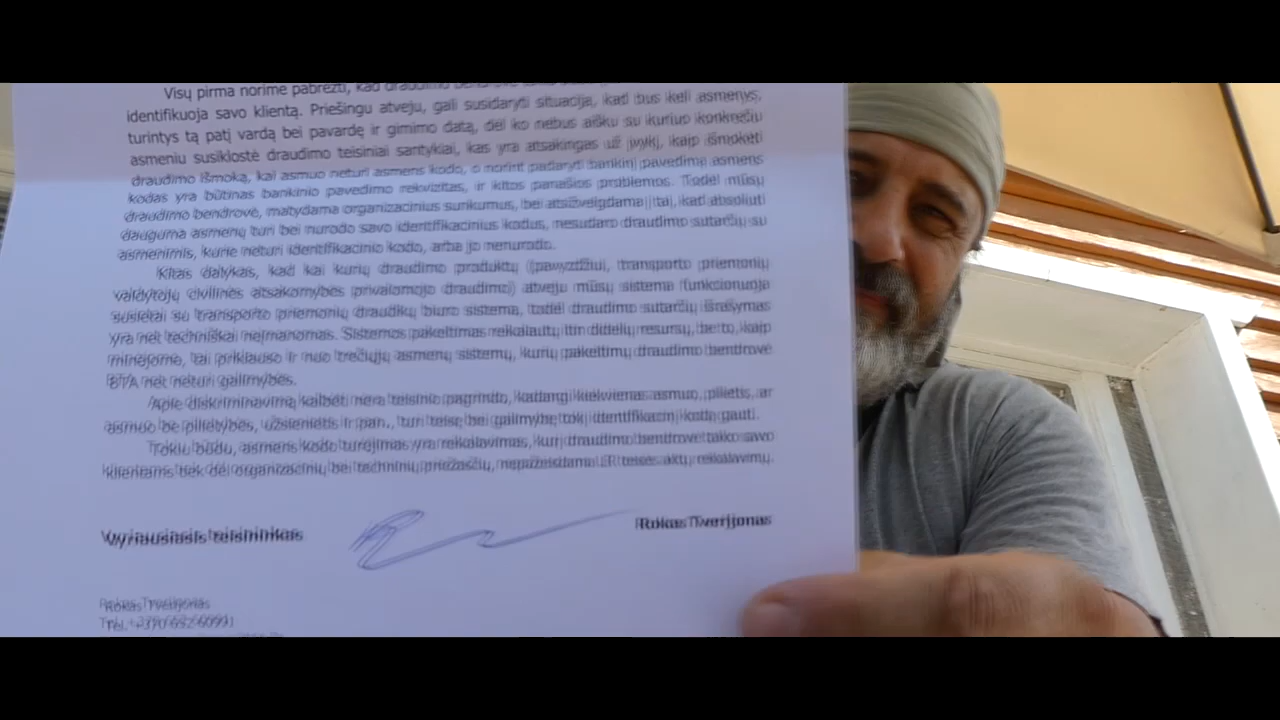 Visų pirma norime pabrėžti, kad draudimo bendrovė
identifikuoja savo klientą. Priešingu atveju, gali susidaryti situacija, kad bus keli asmenys,
turintys tą patį vardą bei pavardę ir gimimo datą, dėl ko nebus aišku su kuriuo konkrečiu
asmeniu susiklostė draudimo teisiniai santykiai, kas yra atsakingas už įvykį, kaip išmokėti
draudimo išmoką, kai asmuo neturi asmens kodo, o norint padaryti bankinį pavedimą asmens
kodas yra būtinas bankinio pavedimo rekvizitas, ir kitos panašios problemos. Todėl mūsų
draudimo bendrovė, matydama organizacinius sunkumus, bei atsižvelgdama į tai, kad absoliuti
dauguma asmenų turi bei nurodo savo identifikacinius kodus, nesudaro draudimo sutarčių su
asmenimis, kurie neturi identifikacinio kodo, arba jo nenurodo.
Kitas dalykas, kad kai kurių draudimo produktų (pavyzdžiui, transporto priemonių
valdytojų civilinės atsakomybės privalomojo draudimo) atveju mūsų sistema funkcionuoja
susietai su transporto priemonių draudikų biuro sistema, todėl draudimo sutarčių išrašymas
yra net techniškai neįmanomas. Sistemos pakeitimas reikalautų itin didelių resursų, be to, kaip
minėjome, tai priklauso ir nuo trečiųjų asmenų sistemų, kurių pakeitimų draudimo bendrovė
BTA net neturi galimybės.
Apie diskriminavimą kalbėti nėra teisinio pagrindo, kadangi kiekvienas asmuo, pilietis, ar
asmuo be pilietybės, užsienietis ir pan., turi teisę bei galimybę tokį identifikacinį kodą gauti.
Tokiu būdu, asmens kodo turėjimas yra reikalavimas, kurį draudimo bendrovė taiko savo
klientams tiek dėl organizacinių bei techninių priežasčių, nepažeisdama LR teisės aktų reikalavimų.
Vyriausiasis teisininkas Rokas Tverijonas
Rokas Tverijonas
Tel. +370 652 60991